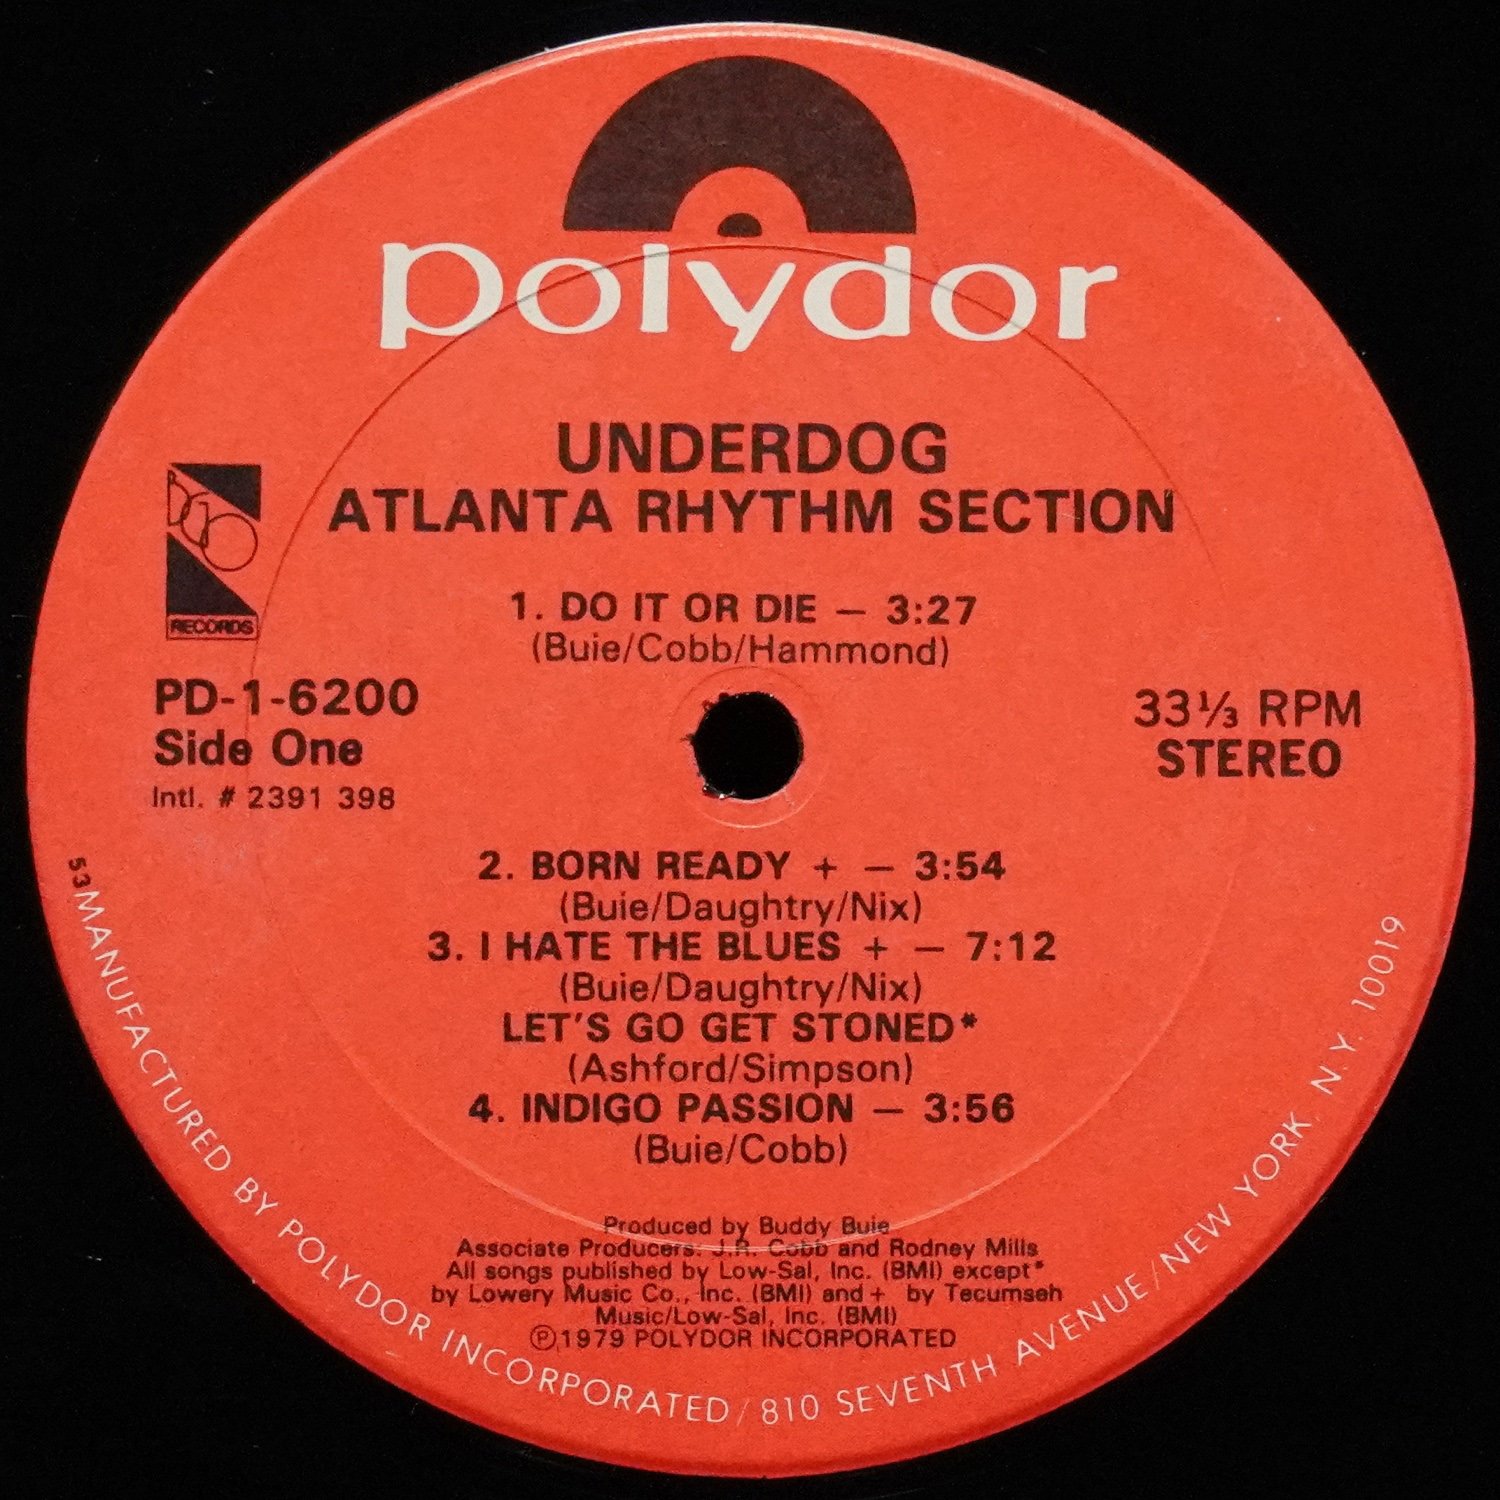 polydor
UNDERDOG
ATLANTA RHYTHM SECTION
BGO
RECORDS
1. DO IT OR DIE — 3:27
(Buie/Cobb/Hammond)
PD-1-6200
Side One
Intl. # 2391 398
33⅓ RPM
STEREO
2. BORN READY + — 3:54
(Buie/Daughtry/Nix)
3. I HATE THE BLUES + — 7:12
(Buie/Daughtry/Nix)
LET'S GO GET STONED*
(Ashford/Simpson)
4. INDIGO PASSION — 3:56
(Buie/Cobb)
Produced by Buddy Buie
Associate Producers: J.R. Cobb and Rodney Mills
All songs published by Low-Sal, Inc. (BMI) except*
by Lowery Music Co., Inc. (BMI) and + by Tecumseh
Music/Low-Sal, Inc. (BMI)
Ⓟ1979 POLYDOR INCORPORATED
53 MANUFACTURED BY POLYDOR INCORPORATED / 810 SEVENTH AVENUE / NEW YORK, N.Y. 10019